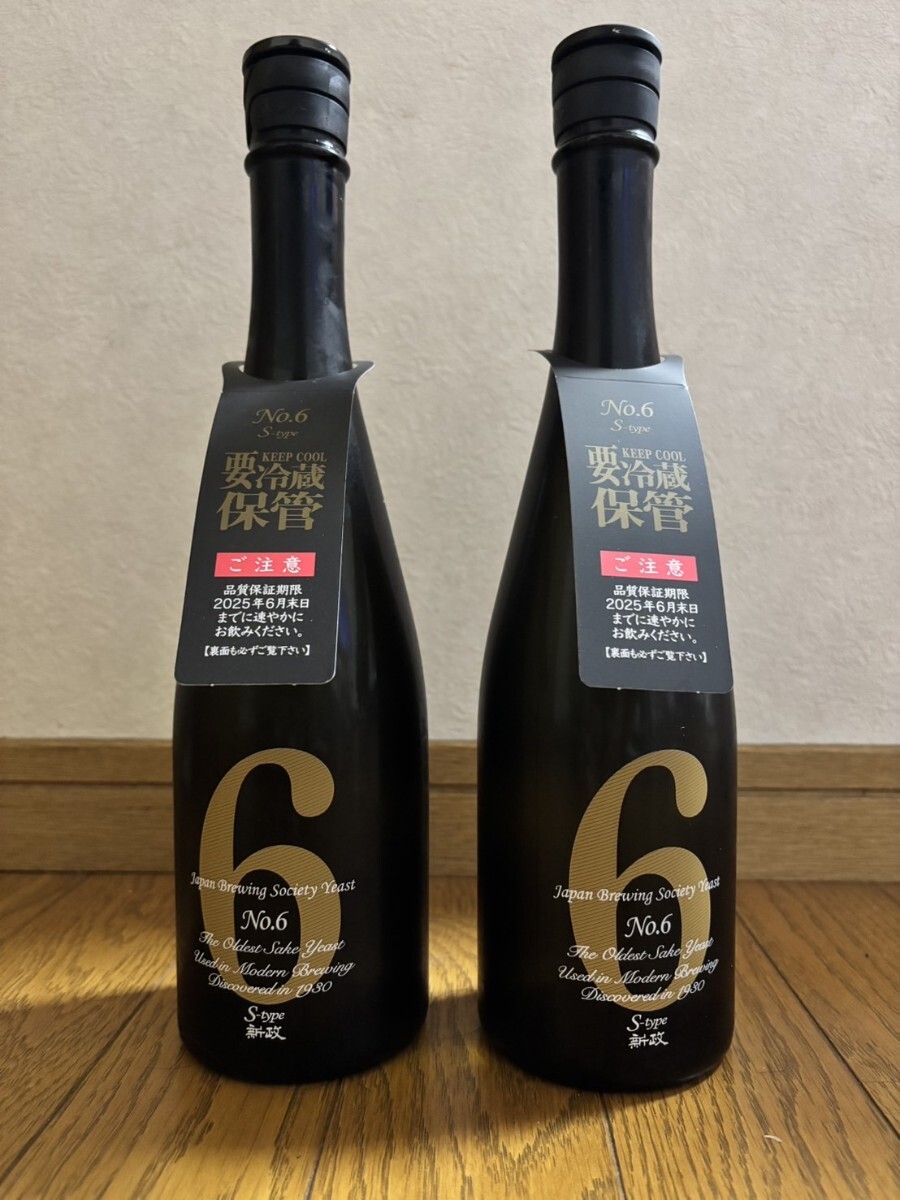 No.6
S-type
KEEP COOL
要冷蔵
保管
ご注意
品質保証期限
2025年6月末日
までに速やかに
お飲みください。
【裏面も必ずご覧下さい】
6
Japan Brewing Society Yeast
No.6
The Oldest Sake Yeast
Used in Modern Brewing
Discovered in 1930
S-type
新政
No.6
S-type
KEEP COOL
要冷蔵
保管
ご注意
品質保証期限
2025年6月末日
までに速やかに
お飲みください。
【裏面も必ずご覧下さい】
6
Japan Brewing Society Yeast
No.6
The Oldest Sake Yeast
Used in Modern Brewing
Discovered in 1930
S-type
新政